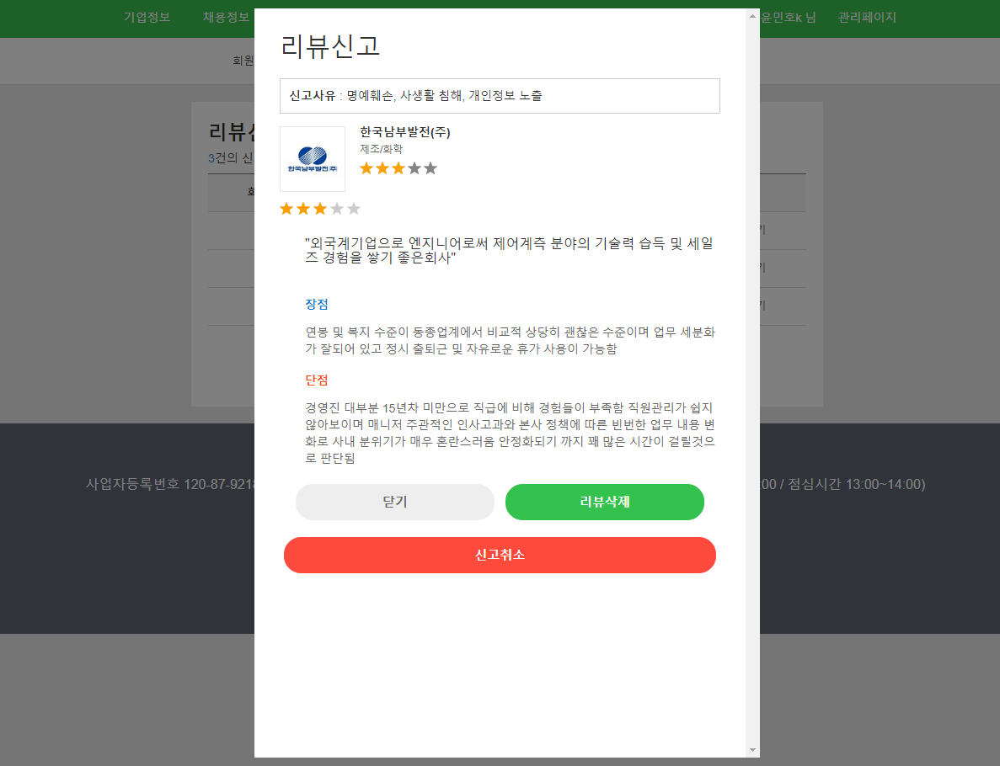 기업정보 채용정보 윤민호k 님 관리페이지
회원
리뷰신고
신고사유 : 명예훼손, 사생활 침해, 개인정보 노출
리뷰신
3건의 신
한국남부발전(주)
제조/화학
한국남부발전㈜
"외국계기업으로 엔지니어로써 제어계측 분야의 기술력 습득 및 세일
즈 경험을 쌓기 좋은회사"
장점
연봉 및 복지 수준이 동종업계에서 비교적 상당히 괜찮은 수준이며 업무 세분화
가 잘되어 있고 정시 출퇴근 및 자유로운 휴가 사용이 가능함
단점
경영진 대부분 15년차 미만으로 직급에 비해 경험들이 부족함 직원관리가 쉽지
않아보이며 매니저 주관적인 인사고과와 본사 정책에 따른 빈번한 업무 내용 변
화로 사내 분위기가 매우 혼란스러움 안정화되기 까지 꽤 많은 시간이 걸릴것으
로 판단됨
사업자등록번호 120-87-9218 :00 / 점심시간 13:00~14:00)
닫기 리뷰삭제
신고취소